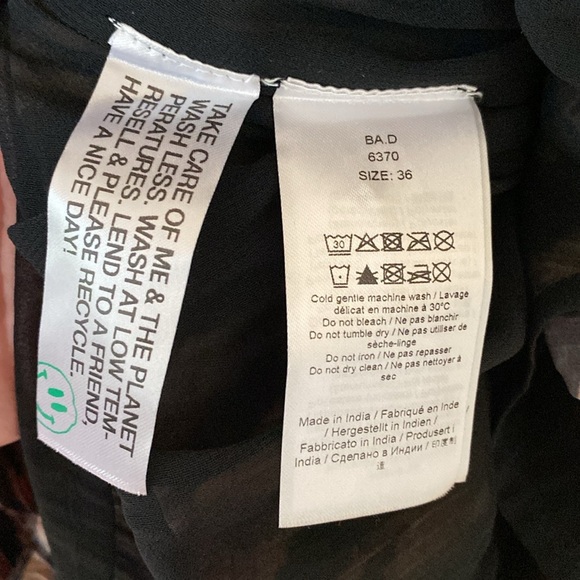 TAKE CARE OF ME & THE PLANET
WASH LESS. WASH AT LOW TEM-
PERATURES. LEND TO A FRIEND,
RESELL & PLEASE RECYCLE.
HAVE A NICE DAY!
BA.D
6370
SIZE: 36
30
Cold gentle machine wash / Lavage
délicat en machine à 30°C
Do not bleach / Ne pas blanchir
Do not tumble dry / Ne pas utiliser de
sèche-linge
Do not iron / Ne pas repasser
Do not dry clean / Ne pas nettoyer à
sec
Made in India / Fabriqué en Inde
/ Hergestellt in Indien /
Fabbricato in India / Produsert i
India / Сделано в Индии / 印度制
造